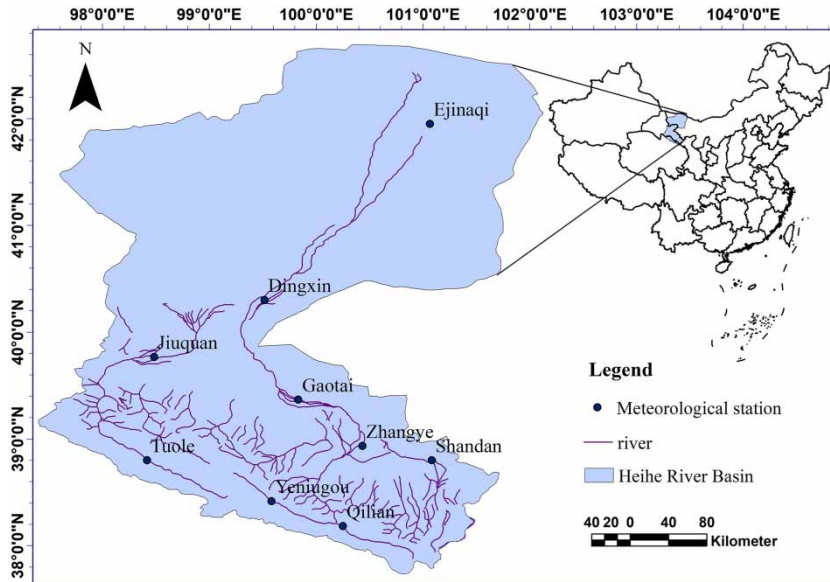 98°0'0"E 99°0'0"E 100°0'0"E 101°0'0"E 102°0'0"E 103°0'0"E 104°0'0"E
N
42°0'0"N
41°0'0"N
40°0'0"N
39°0'0"N
38°0'0"N
Ejinaqi
Dingxin
Jiuquan
Gaotai
Zhangye
Shandan
Tuole
Yeniugou
Qilian
Legend
Meteorological station
river
Heihe River Basin
40 20 0 40 80
Kilometer